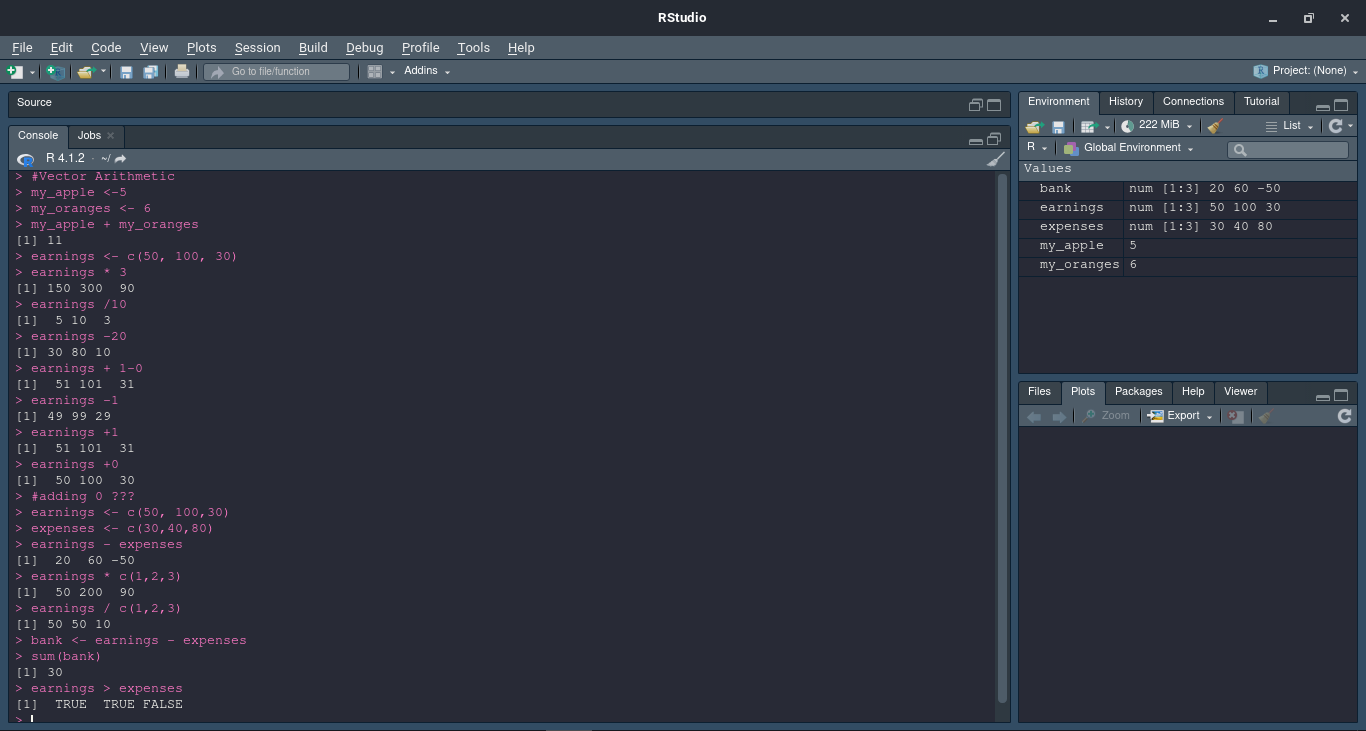 RStudio
File Edit Code View Plots Session Build Debug Profile Tools Help
Go to file/function Addins Project: (None)
Source
Console Jobs
R 4.1.2 · ~/
> #Vector Arithmetic
> my_apple <-5
> my_oranges <- 6
> my_apple + my_oranges
[1] 11
> earnings <- c(50, 100, 30)
> earnings * 3
[1] 150 300  90
> earnings /10
[1]  5 10  3
> earnings -20
[1] 30 80 10
> earnings + 1-0
[1]  51 101  31
> earnings -1
[1] 49 99 29
> earnings +1
[1]  51 101  31
> earnings +0
[1]  50 100  30
> #adding 0 ???
> earnings <- c(50, 100,30)
> expenses <- c(30,40,80)
> earnings - expenses
[1]  20  60 -50
> earnings * c(1,2,3)
[1]  50 200  90
> earnings / c(1,2,3)
[1] 50 50 10
> bank <- earnings - expenses
> sum(bank)
[1] 30
> earnings > expenses
[1]  TRUE  TRUE FALSE
>
Environment History Connections Tutorial
222 MiB List
R Global Environment
Values
bank num [1:3] 20 60 -50
earnings num [1:3] 50 100 30
expenses num [1:3] 30 40 80
my_apple 5
my_oranges 6
Files Plots Packages Help Viewer
Zoom Export